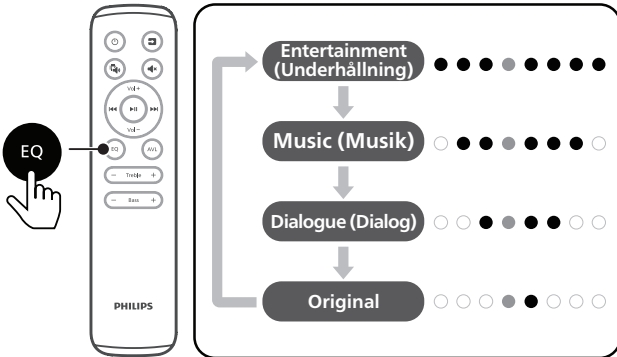 Vol+
Vol−
EQ
EQ
AVL
− Treble +
− Bass +
PHILIPS
Entertainment
(Underhållning)
Music (Musik)
Dialogue (Dialog)
Original